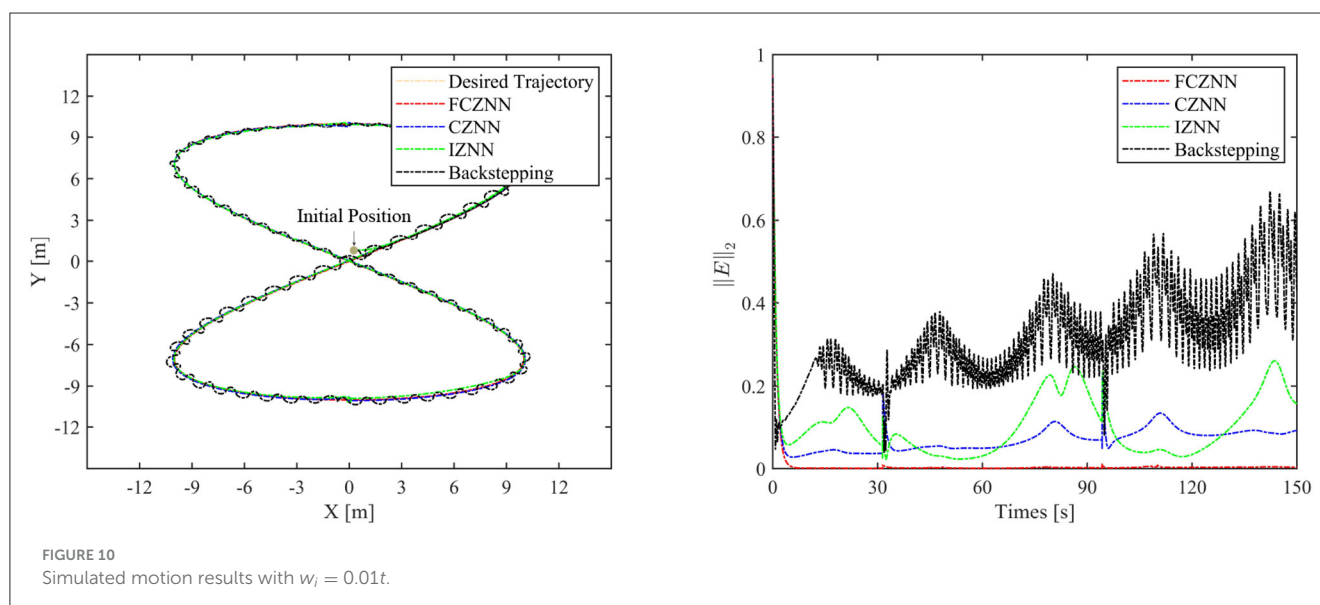 12
9
6
3
0
-3
-6
-9
-12
Y [m]
-12 -9 -6 -3 0 3 6 9 12
X [m]
Desired Trajectory
FCZNN
CZNN
IZNN
Backstepping
Initial Position
1
0.8
0.6
0.4
0.2
0
||E||₂
0 30 60 90 120 150
Times [s]
FCZNN
CZNN
IZNN
Backstepping
FIGURE 10
Simulated motion results with wᵢ = 0.01t.